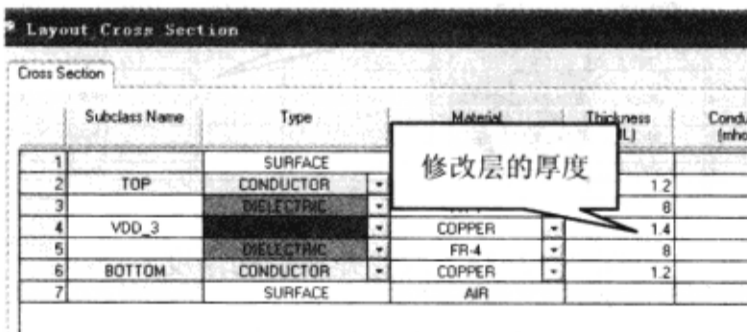 Layout Cross Section
Cross Section
Subclass Name Type Material Thickness Condu
(mho
1 SURFACE
2 TOP CONDUCTOR 1.2
3 DIELECTRIC 8
4 VDD_3 COPPER 1.4
5 DIELECTRIC FR-4 8
6 BOTTOM CONDUCTOR COPPER 1.2
7 SURFACE AIR
修改层的厚度